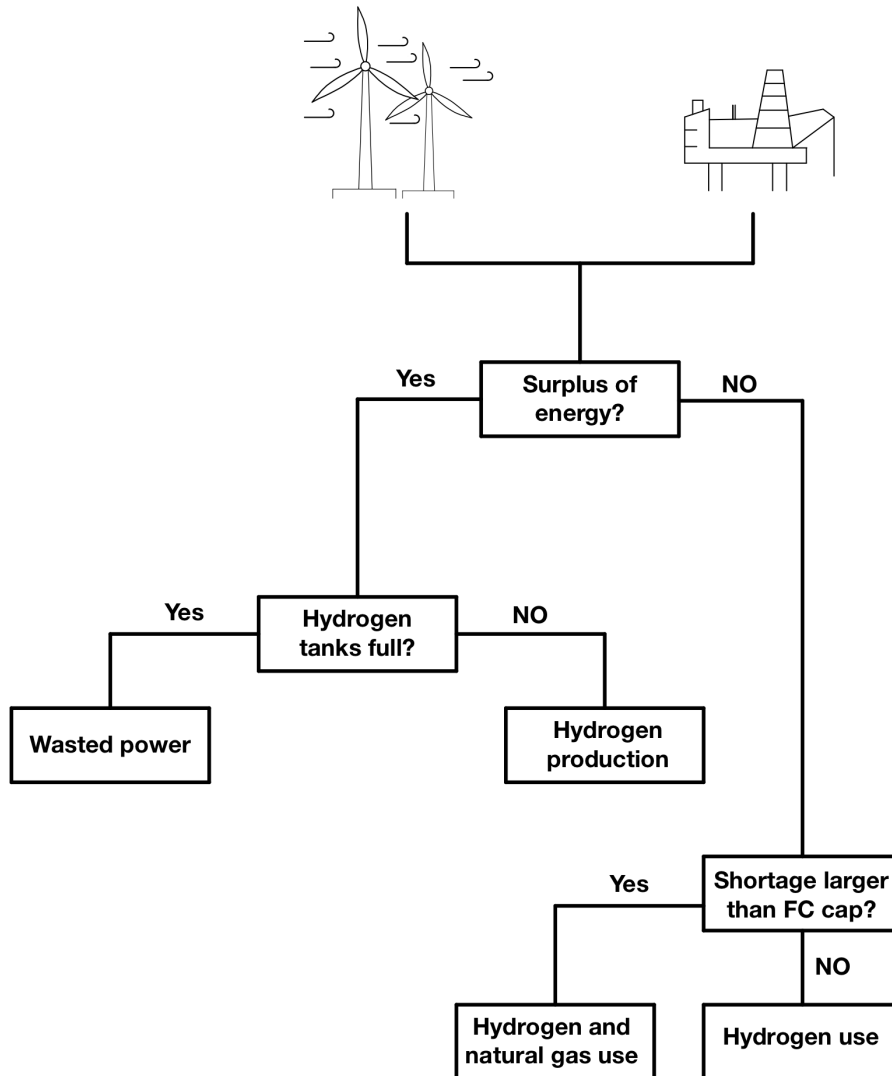 Yes
Surplus of
energy?
NO
Yes
Hydrogen
tanks full?
NO
Wasted power
Hydrogen
production
Yes
Shortage larger
than FC cap?
NO
Hydrogen and
natural gas use
Hydrogen use